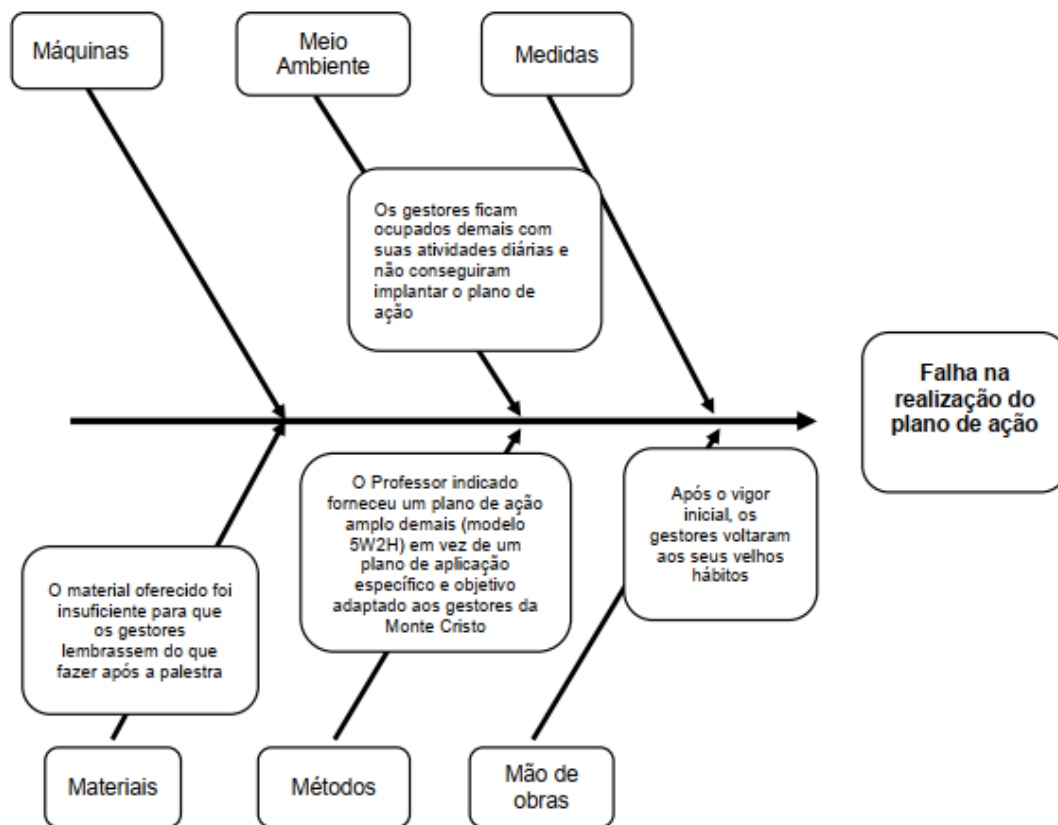 Máquinas
Meio
Ambiente
Medidas
Os gestores ficam
ocupados demais com
suas atividades diárias e
não conseguiram
implantar o plano de
ação
Falha na
realização do
plano de ação
O material oferecido foi
insuficiente para que
os gestores
lembrassem do que
fazer após a palestra
O Professor indicado
forneceu um plano de ação
amplo demais (modelo
5W2H) em vez de um
plano de aplicação
específico e objetivo
adaptado aos gestores da
Monte Cristo
Após o vigor
inicial, os
gestores voltaram
aos seus velhos
hábitos
Materiais
Métodos
Mão de
obras